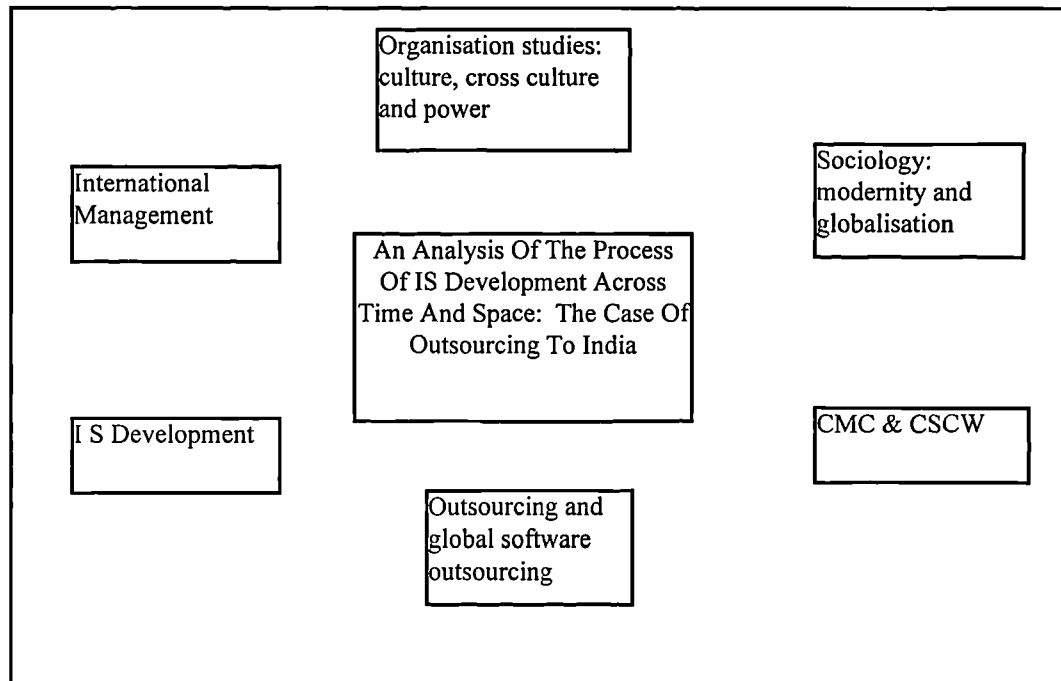 Organisation studies:
culture, cross culture
and power
International
Management
Sociology:
modernity and
globalisation
An Analysis Of The Process
Of IS Development Across
Time And Space: The Case Of
Outsourcing To India
I S Development
CMC & CSCW
Outsourcing and
global software
outsourcing